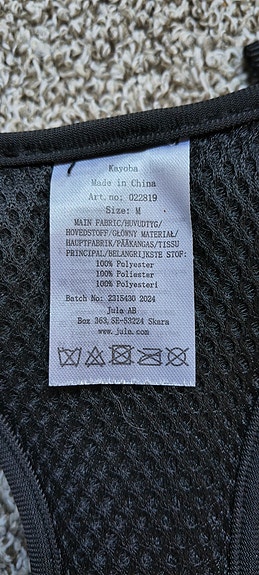 Kayoba
Made in China
Art.no: 022819
Size: M
MAIN FABRIC/HUVUDTYG/
HOVEDSTOFF/GŁÓWNY MATERIAŁ/
HAUPTFABRIK/PÄÄKANGAS/TISSU
PRINCIPAL/BELANGRIJKSTE STOF:
100% Polyester
100% Poliester
100% Polyesteri
Batch No: 2315430 2024
Jula AB
Box 363, SE-53224 Skara
www.jula.com